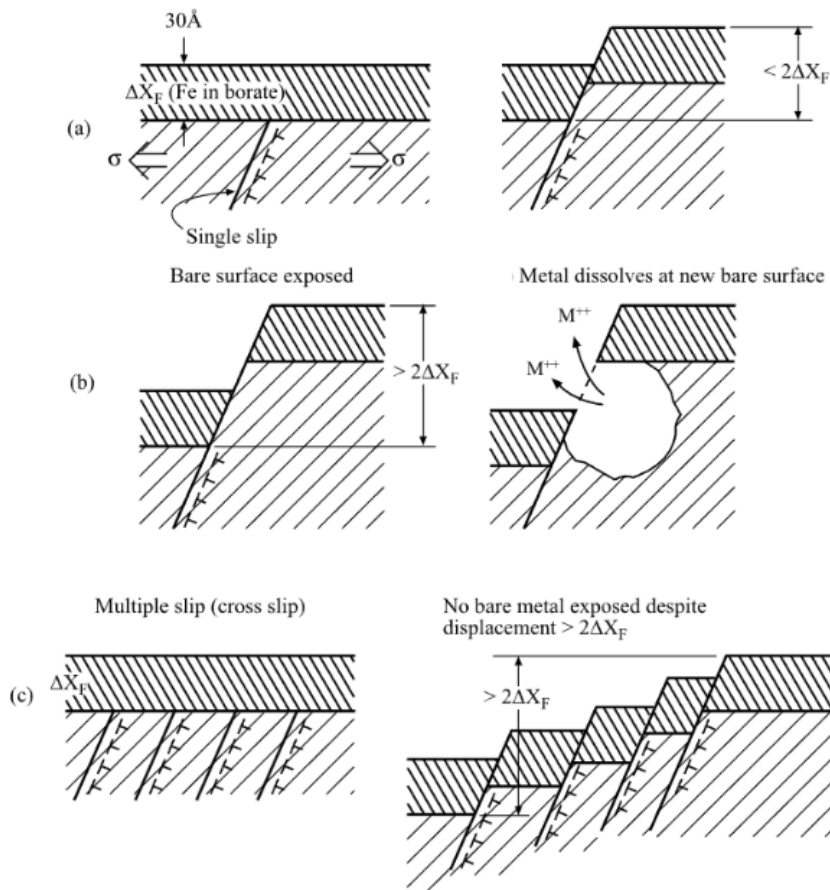 30Å
ΔX_F (Fe in borate)
(a)
σ
σ
Single slip
< 2ΔX_F
Bare surface exposed
Metal dissolves at new bare surface
(b)
> 2ΔX_F
M⁺⁺
M⁺⁺
Multiple slip (cross slip)
No bare metal exposed despite
displacement > 2ΔX_F
(c)
ΔX_F
> 2ΔX_F